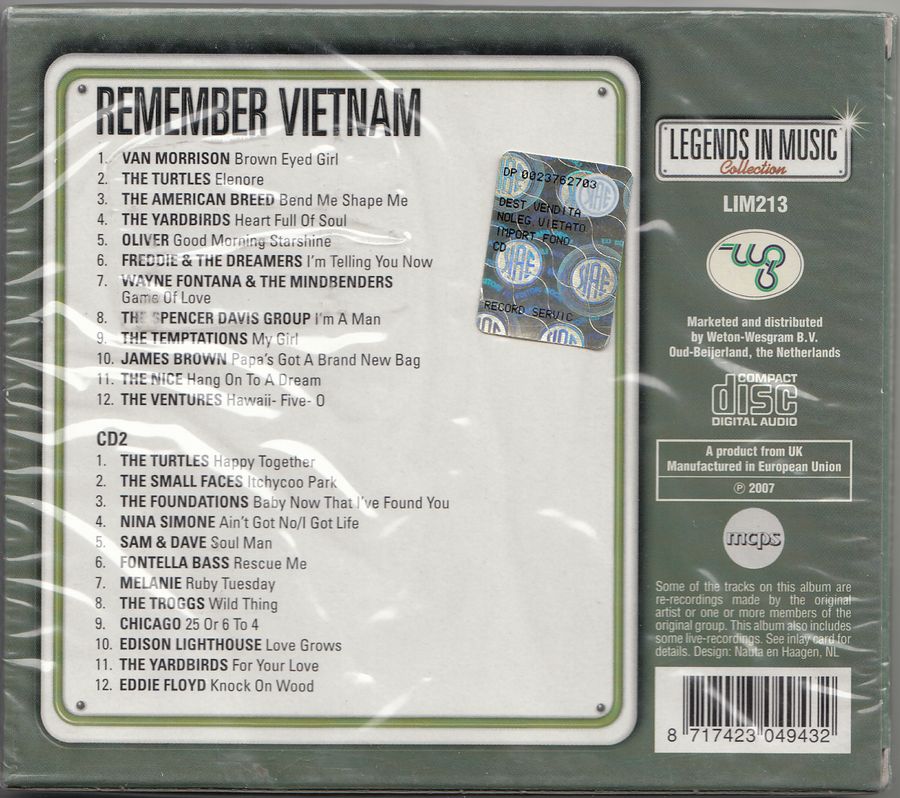 REMEMBER VIETNAM
1. VAN MORRISON Brown Eyed Girl
2. THE TURTLES Elenore
3. THE AMERICAN BREED Bend Me Shape Me
4. THE YARDBIRDS Heart Full Of Soul
5. OLIVER Good Morning Starshine
6. FREDDIE & THE DREAMERS I'm Telling You Now
7. WAYNE FONTANA & THE MINDBENDERS
Game Of Love
8. THE SPENCER DAVIS GROUP I'm A Man
9. THE TEMPTATIONS My Girl
10. JAMES BROWN Papa's Got A Brand New Bag
11. THE NICE Hang On To A Dream
12. THE VENTURES Hawaii- Five- O
CD2
1. THE TURTLES Happy Together
2. THE SMALL FACES Itchycoo Park
3. THE FOUNDATIONS Baby Now That I've Found You
4. NINA SIMONE Ain't Got No/I Got Life
5. SAM & DAVE Soul Man
6. FONTELLA BASS Rescue Me
7. MELANIE Ruby Tuesday
8. THE TROGGS Wild Thing
9. CHICAGO 25 Or 6 To 4
10. EDISON LIGHTHOUSE Love Grows
11. THE YARDBIRDS For Your Love
12. EDDIE FLOYD Knock On Wood
DP 0023762703
DEST.VENDITA
NOLEG.VIETATO
IMPORT FONO
CD
SIAE
RECORD SERVIC
LEGENDS IN MUSIC
Collection
LIM213
Marketed and distributed
by Weton-Wesgram B.V.
Oud-Beijerland, the Netherlands
COMPACT
disc
DIGITAL AUDIO
A product from UK
Manufactured in European Union
℗ 2007
mcps
Some of the tracks on this album are
re-recordings made by the original
artist or one or more members of the
original group. This album also includes
some live-recordings. See inlay card for
details. Design: Nauta en Haagen, NL
8 717423 049432